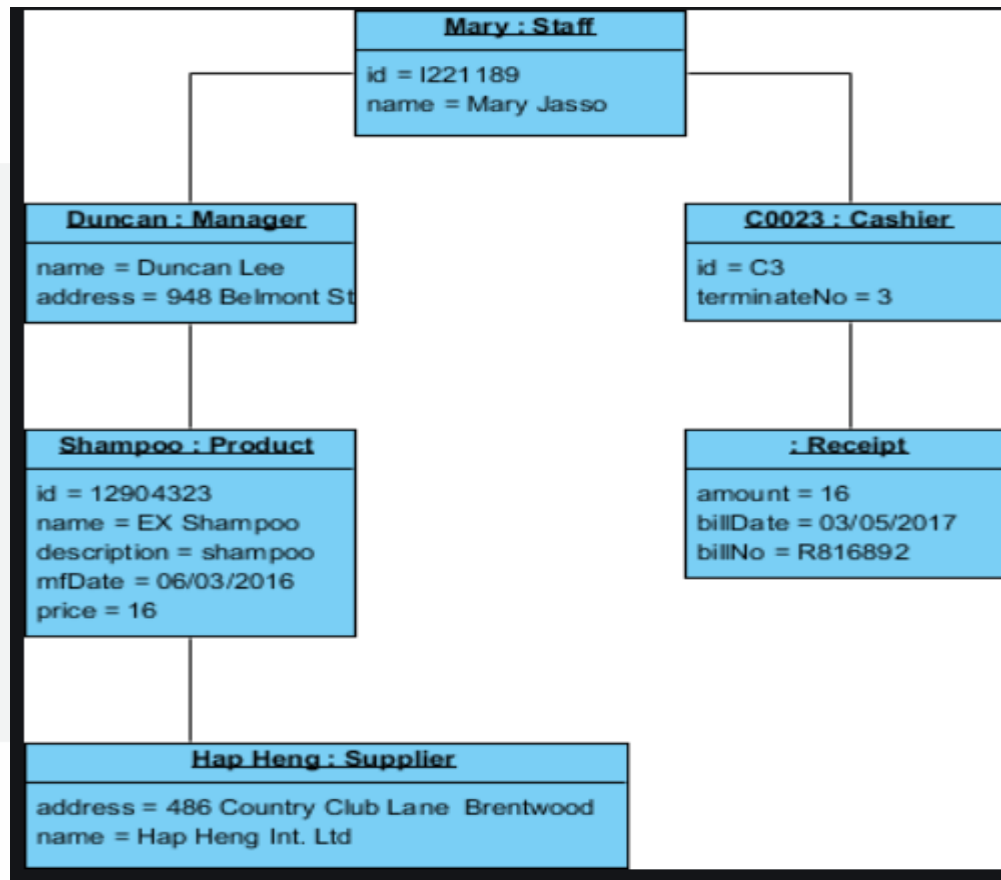 Mary : Staff
id = I221189
name = Mary Jasso
Duncan : Manager
name = Duncan Lee
address = 948 Belmont St
C0023 : Cashier
id = C3
terminateNo = 3
Shampoo : Product
id = 12904323
name = EX Shampoo
description = shampoo
mfDate = 06/03/2016
price = 16
: Receipt
amount = 16
billDate = 03/05/2017
billNo = R816892
Hap Heng : Supplier
address = 486 Country Club Lane  Brentwood
name = Hap Heng Int. Ltd